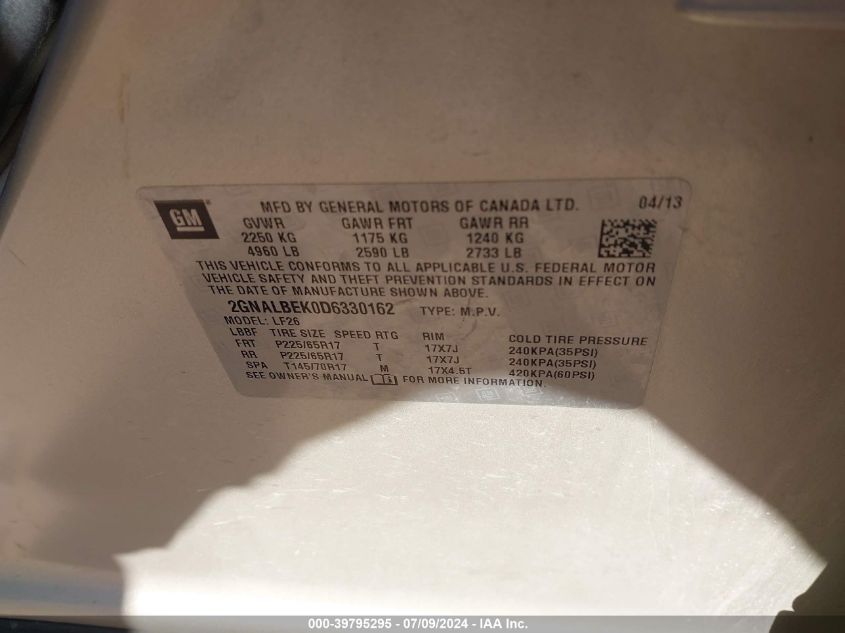 GM
MFD BY GENERAL MOTORS OF CANADA LTD. 04/13
GVWR GAWR FRT GAWR RR
2250 KG 1175 KG 1240 KG
4960 LB 2590 LB 2733 LB
THIS VEHICLE CONFORMS TO ALL APPLICABLE U.S. FEDERAL MOTOR
VEHICLE SAFETY AND THEFT PREVENTION STANDARDS IN EFFECT ON
THE DATE OF MANUFACTURE SHOWN ABOVE.
2GNALBEK0D6330162 TYPE: M.P.V.
MODEL: LF26
LBBF TIRE SIZE SPEED RTG RIM COLD TIRE PRESSURE
FRT P225/65R17 T 17X7J 240KPA(35PSI)
RR P225/65R17 T 17X7J 240KPA(35PSI)
SPA T145/70R17 M 17X4.5T 420KPA(60PSI)
SEE OWNER'S MANUAL FOR MORE INFORMATION.
000-39795295 - 07/09/2024 - IAA Inc.